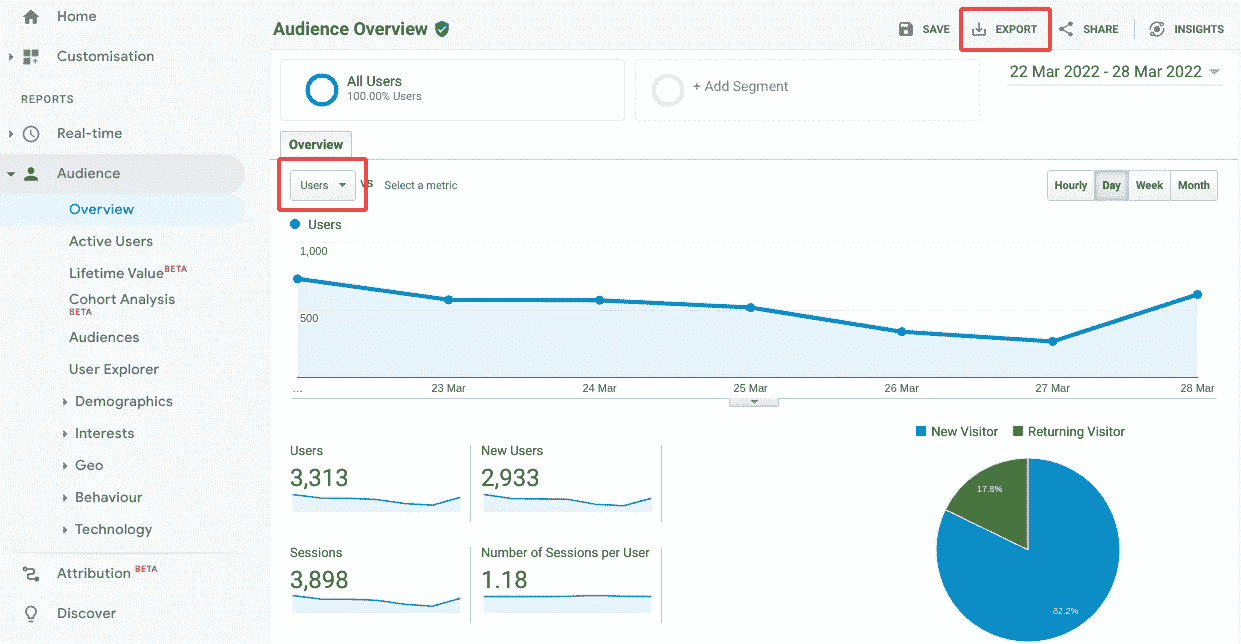 Home
Customisation
REPORTS
Real-time
Audience
Overview
Active Users
Lifetime Value BETA
Cohort Analysis
BETA
Audiences
User Explorer
Demographics
Interests
Geo
Behaviour
Technology
Attribution BETA
Discover
Audience Overview
SAVE
EXPORT
SHARE
INSIGHTS
All Users
100.00% Users
+ Add Segment
22 Mar 2022 - 28 Mar 2022
Overview
Users
VS
Select a metric
Hourly
Day
Week
Month
Users
1,000
500
...
23 Mar
24 Mar
25 Mar
26 Mar
27 Mar
28 Mar
Users
3,313
New Users
2,933
Sessions
3,898
Number of Sessions per User
1.18
New Visitor
Returning Visitor
17.8%
82.2%